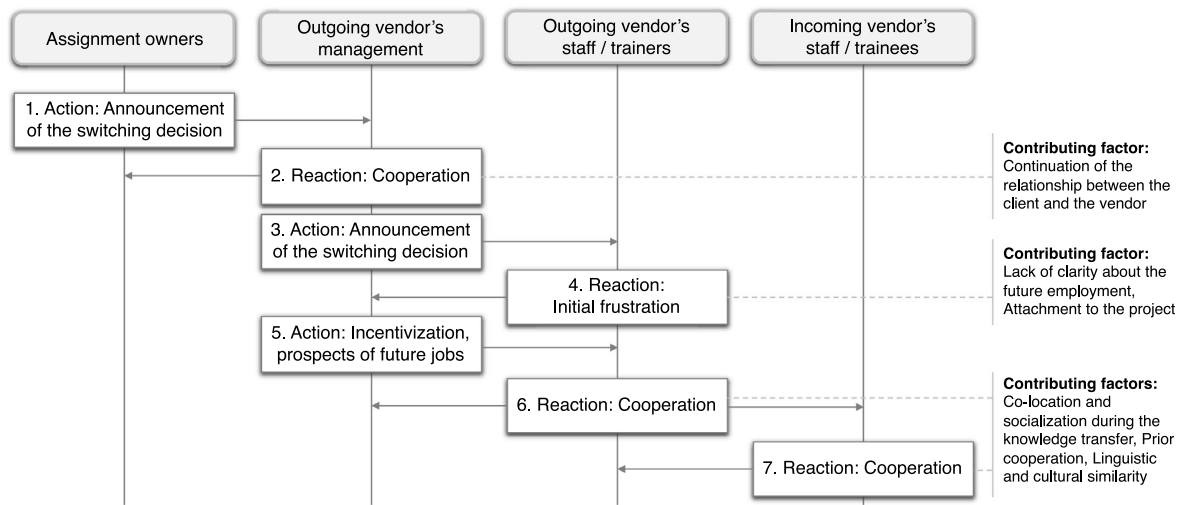 Assignment owners
Outgoing vendor’s
management
Outgoing vendor’s
staff / trainers
Incoming vendor’s
staff / trainees
1. Action: Announcement
of the switching decision
2. Reaction: Cooperation
Contributing factor:
Continuation of the
relationship between the
client and the vendor
3. Action: Announcement
of the switching decision
4. Reaction:
Initial frustration
Contributing factor:
Lack of clarity about the
future employment,
Attachment to the project
5. Action: Incentivization,
prospects of future jobs
6. Reaction: Cooperation
Contributing factors:
Co-location and
socialization during the
knowledge transfer, Prior
cooperation, Linguistic
and cultural similarity
7. Reaction: Cooperation